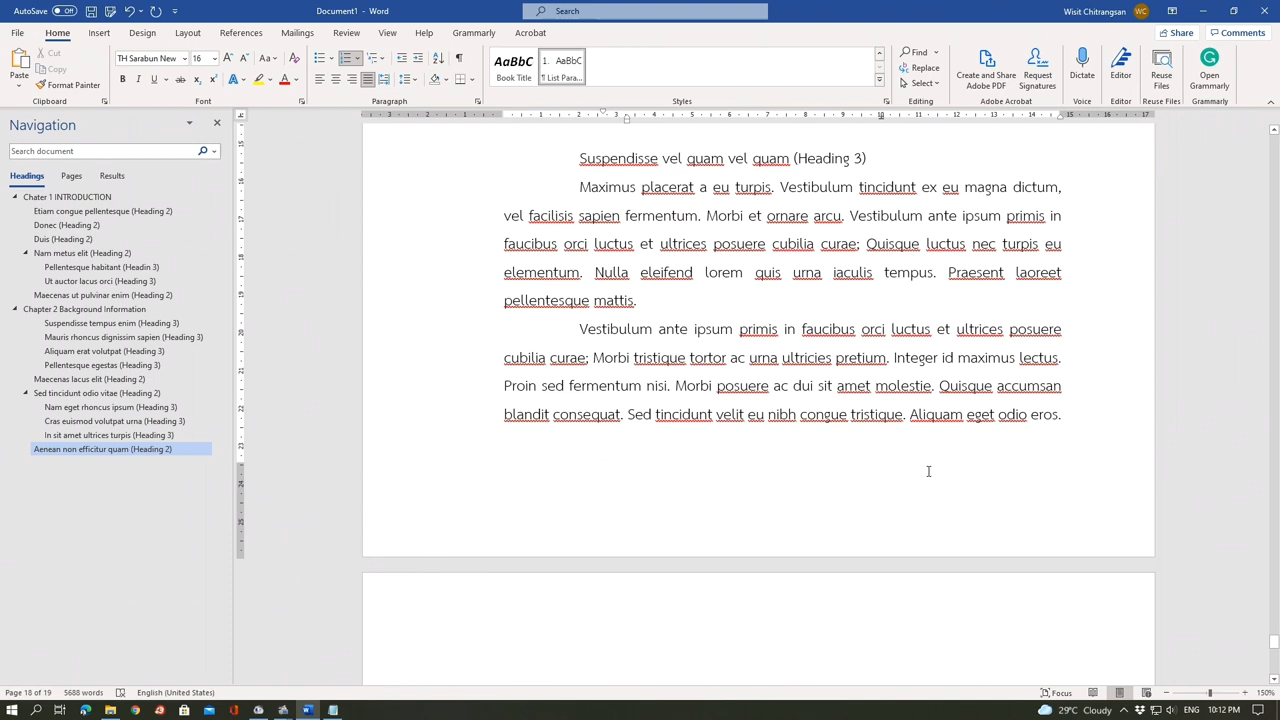 AutoSave Off Document1 - Word Search Wisit Chitrangsan WC
File Home Insert Design Layout References Mailings Review View Help Grammarly Acrobat Share Comments
Paste Cut Copy Format Painter Clipboard
TH Sarabun New 16 Font
Paragraph
AaBbC Book Title
1. AaBbC ¶ List Para...
Styles
Find Replace Select Editing
Create and Share Adobe PDF Request Signatures Adobe Acrobat
Dictate Voice
Editor Editor
Reuse Files Reuse Files
Open Grammarly Grammarly
Navigation
Search document
Headings Pages Results
Chater 1 INTRODUCTION
Etiam congue pellentesque (Heading 2)
Donec (Heading 2)
Duis (Heading 2)
Nam metus elit (Heading 2)
Pellentesque habitant (Headin 3)
Ut auctor lacus orci (Heading 3)
Maecenas ut pulvinar enim (Heading 2)
Chapter 2 Background Information
Suspendisse tempus enim (Heading 3)
Mauris rhoncus dignissim sapien (Heading 3)
Aliquam erat volutpat (Heading 3)
Pellentesque egestas (Heading 3)
Maecenas lacus elit (Heading 2)
Sed tincidunt odio vitae (Heading 2)
Nam eget rhoncus ipsum (Heading 3)
Cras euismod volutpat urna (Heading 3)
In sit amet ultrices turpis (Heading 3)
Aenean non efficitur quam (Heading 2)
Suspendisse vel quam vel quam (Heading 3)
Maximus placerat a eu turpis. Vestibulum tincidunt ex eu magna dictum,
vel facilisis sapien fermentum. Morbi et ornare arcu. Vestibulum ante ipsum primis in
faucibus orci luctus et ultrices posuere cubilia curae; Quisque luctus nec turpis eu
elementum. Nulla eleifend lorem quis urna iaculis tempus. Praesent laoreet
pellentesque mattis.
Vestibulum ante ipsum primis in faucibus orci luctus et ultrices posuere
cubilia curae; Morbi tristique tortor ac urna ultricies pretium. Integer id maximus lectus.
Proin sed fermentum nisi. Morbi posuere ac dui sit amet molestie. Quisque accumsan
blandit consequat. Sed tincidunt velit eu nibh congue tristique. Aliquam eget odio eros.
Page 18 of 19 5688 words English (United States) Focus 150%
29°C Cloudy ENG 10:12 PM